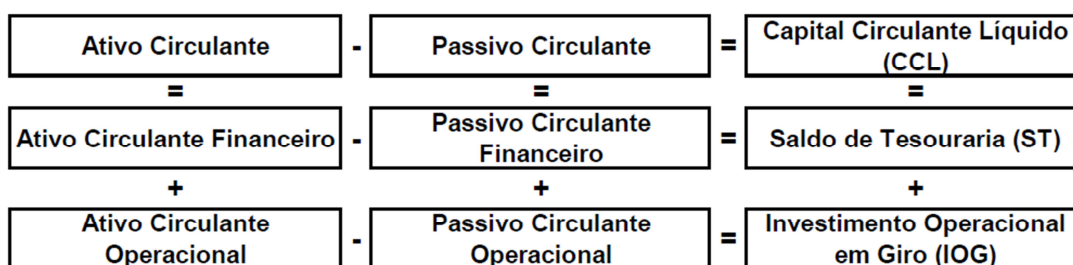 Ativo Circulante - Passivo Circulante = Capital Circulante Líquido
(CCL)
= = =
Ativo Circulante Financeiro - Passivo Circulante
Financeiro = Saldo de Tesouraria (ST)
+ + +
Ativo Circulante
Operacional - Passivo Circulante
Operacional = Investimento Operacional
em Giro (IOG)